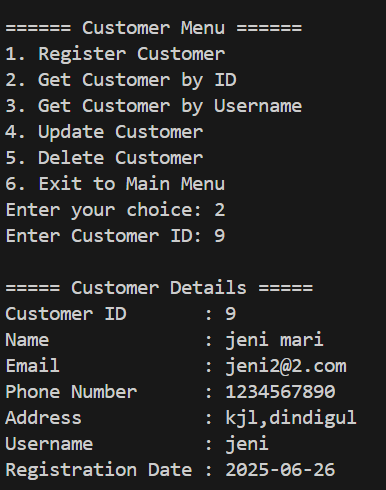 ====== Customer Menu ======
1. Register Customer
2. Get Customer by ID
3. Get Customer by Username
4. Update Customer
5. Delete Customer
6. Exit to Main Menu
Enter your choice: 2
Enter Customer ID: 9
===== Customer Details =====
Customer ID       : 9
Name              : jeni mari
Email             : jeni2@2.com
Phone Number      : 1234567890
Address           : kjl,dindigul
Username          : jeni
Registration Date : 2025-06-26